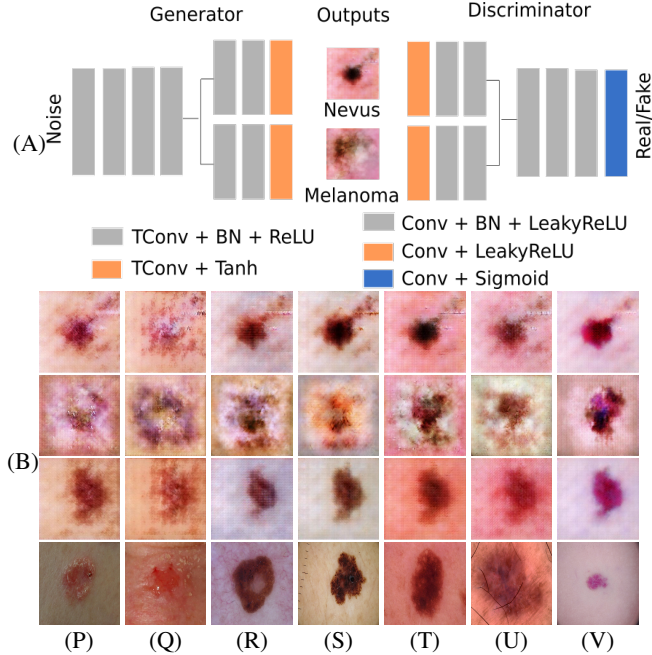 Generator Outputs Discriminator
Noise
Real/Fake
Nevus
(A)
Melanoma
TConv + BN + ReLU
TConv + Tanh
Conv + BN + LeakyReLU
Conv + LeakyReLU
Conv + Sigmoid
(B)
(P) (Q) (R) (S) (T) (U) (V)